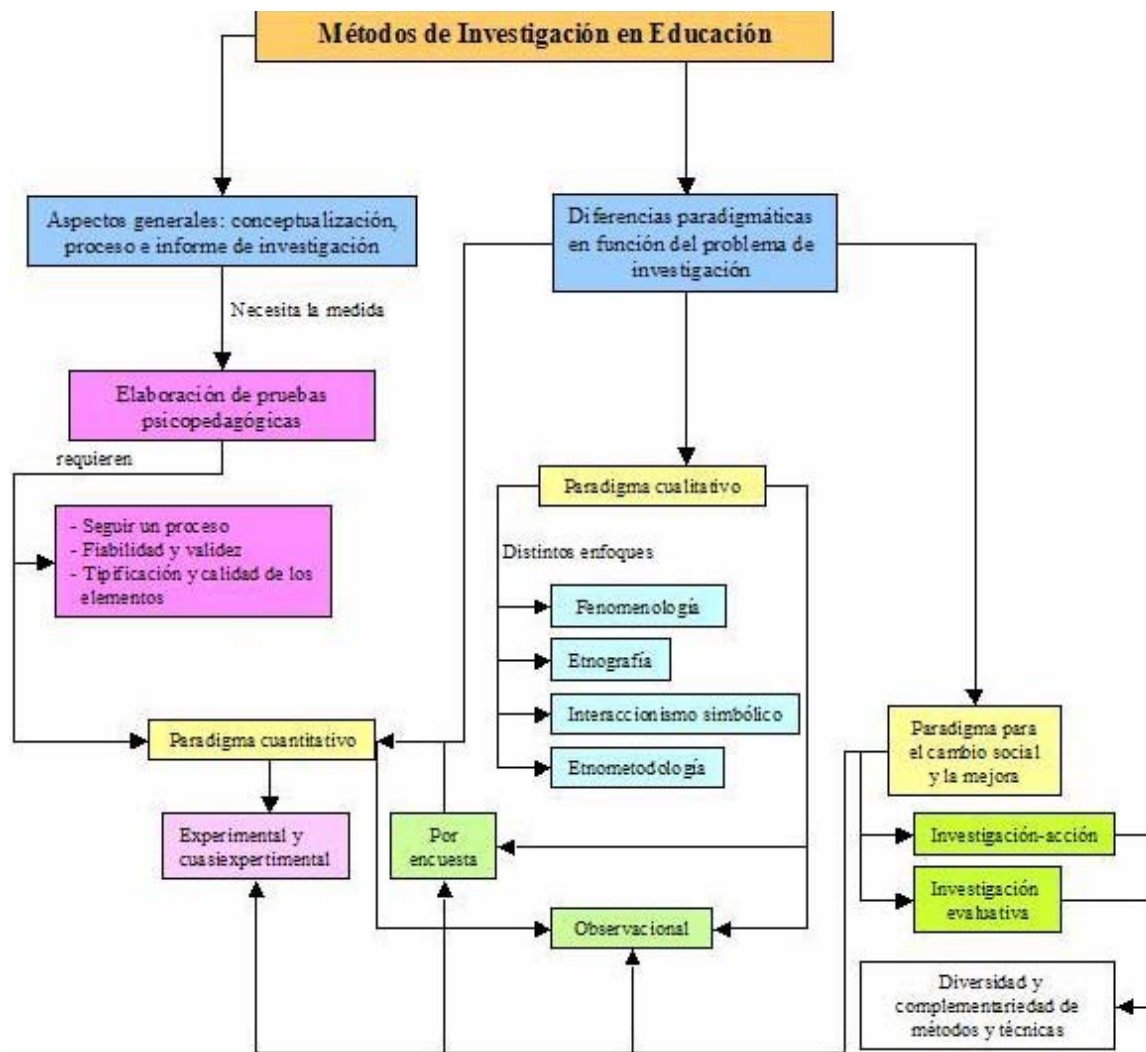 Métodos de Investigación en Educación
Aspectos generales: conceptualización,
proceso e informe de investigación
Diferencias paradigmáticas
en función del problema de
investigación
Necesita la medida
Elaboración de pruebas
psicopedagógicas
requieren
- Seguir un proceso
- Fiabilidad y validez
- Tipificación y calidad de los
elementos
Paradigma cualitativo
Distintos enfoques
Fenomenología
Etnografía
Interaccionismo simbólico
Etnometodología
Paradigma cuantitativo
Paradigma para
el cambio social
y la mejora
Experimental y
cuasiexpertimental
Por
encuesta
Investigación-acción
Investigación
evaluativa
Observacional
Diversidad y
complementariedad de
métodos y técnicas